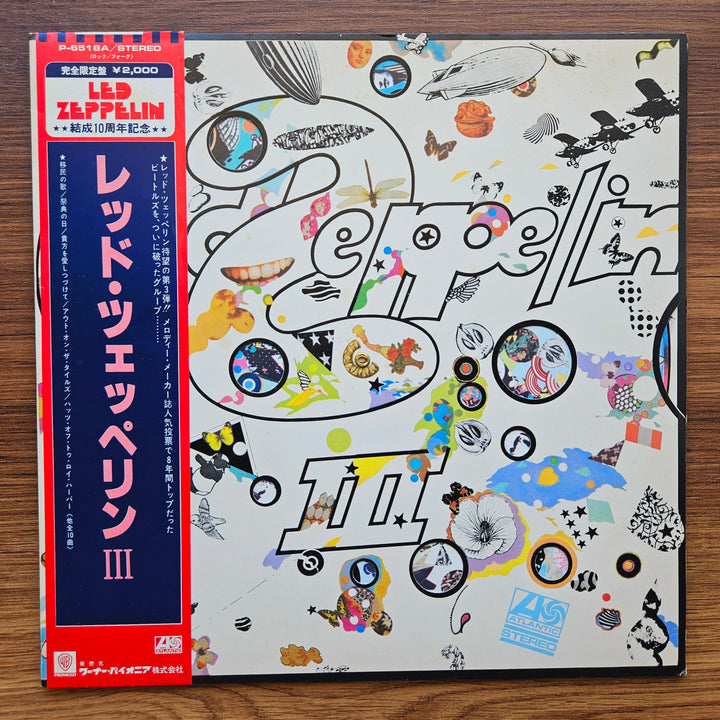 P-6518A/STEREO
(ロック/フォーク)
完全限定盤 ¥2,000
LED
ZEPPELIN
★★結成10周年記念★★
★レッド・ツェッペリン待望の第3弾!! メロディー・メーカー誌人気投票で8年間トップだった
ビートルズを、ついに破ったグループ………
レッド・ツェッペリン III
★移民の歌/祭典の日/貴方を愛しつづけて/アウト・オン・ザ・タイルズ/ハッツ・オフ・トゥ・ロイ・ハーパー《他全10曲》
ATLANTIC
PIONEER
発売元
ワーナー・パイオニア株式会社
Zeppelin
III
ATLANTIC
STEREO